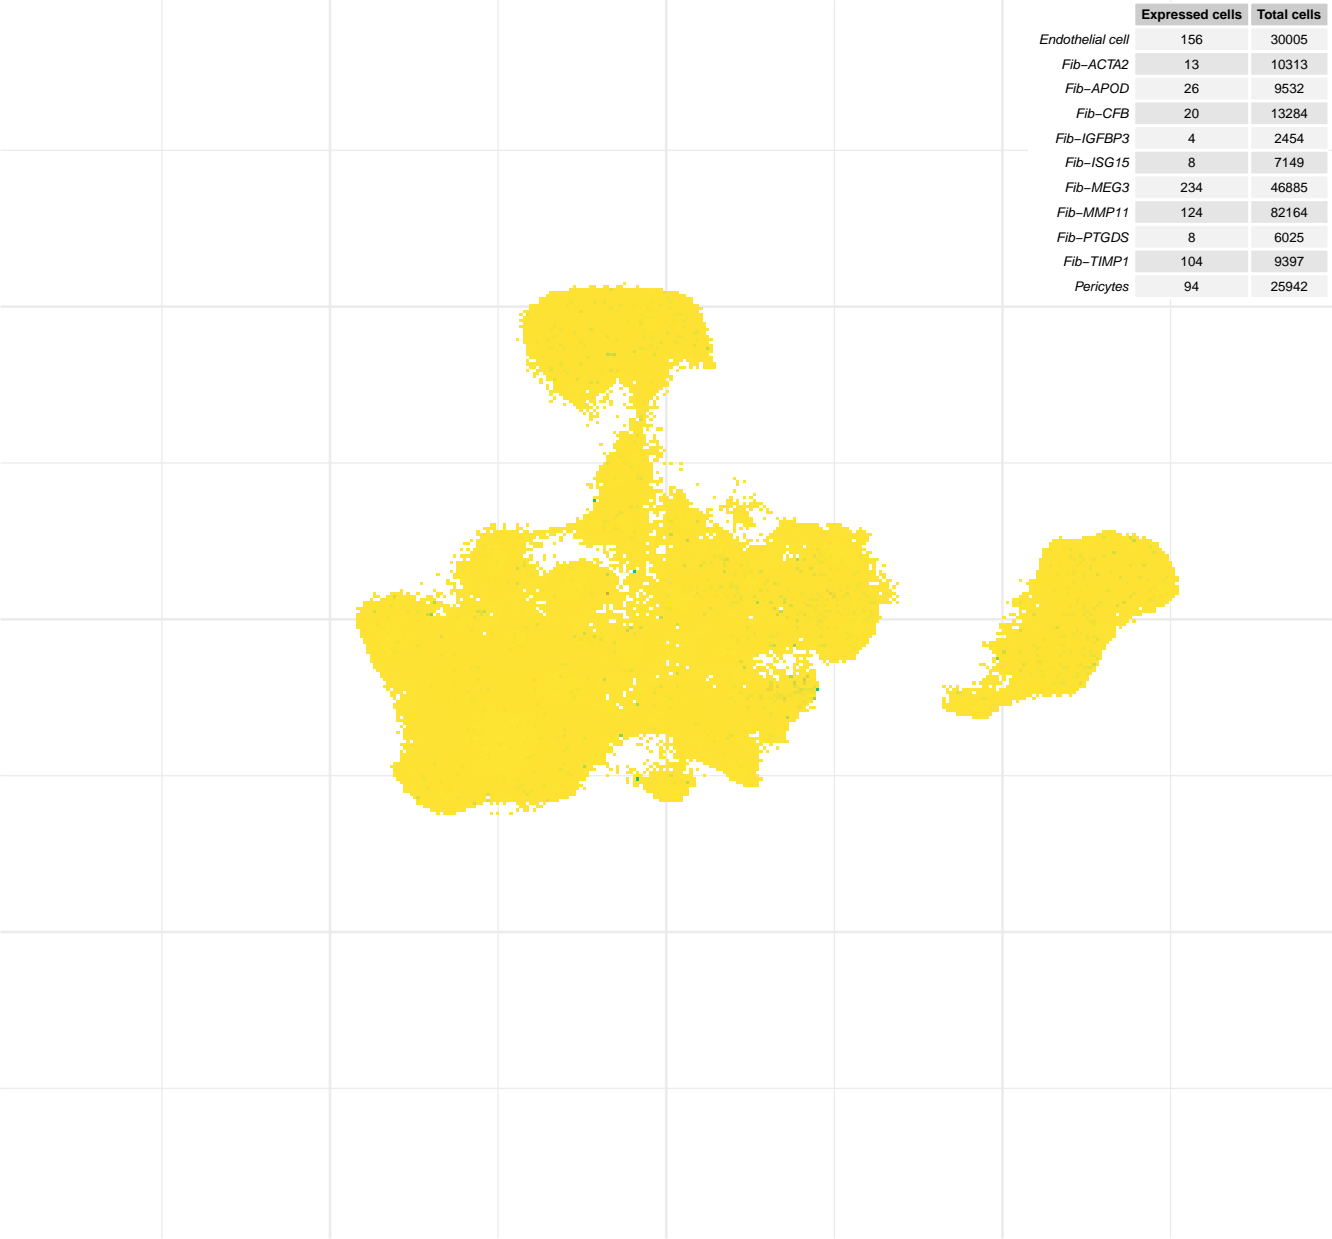 Expressed cells Total cells
Endothelial cell 156 30005
Fib−ACTA2 13 10313
Fib−APOD 26 9532
Fib−CFB 20 13284
Fib−IGFBP3 4 2454
Fib−ISG15 8 7149
Fib−MEG3 234 46885
Fib−MMP11 124 82164
Fib−PTGDS 8 6025
Fib−TIMP1 104 9397
Pericytes 94 25942